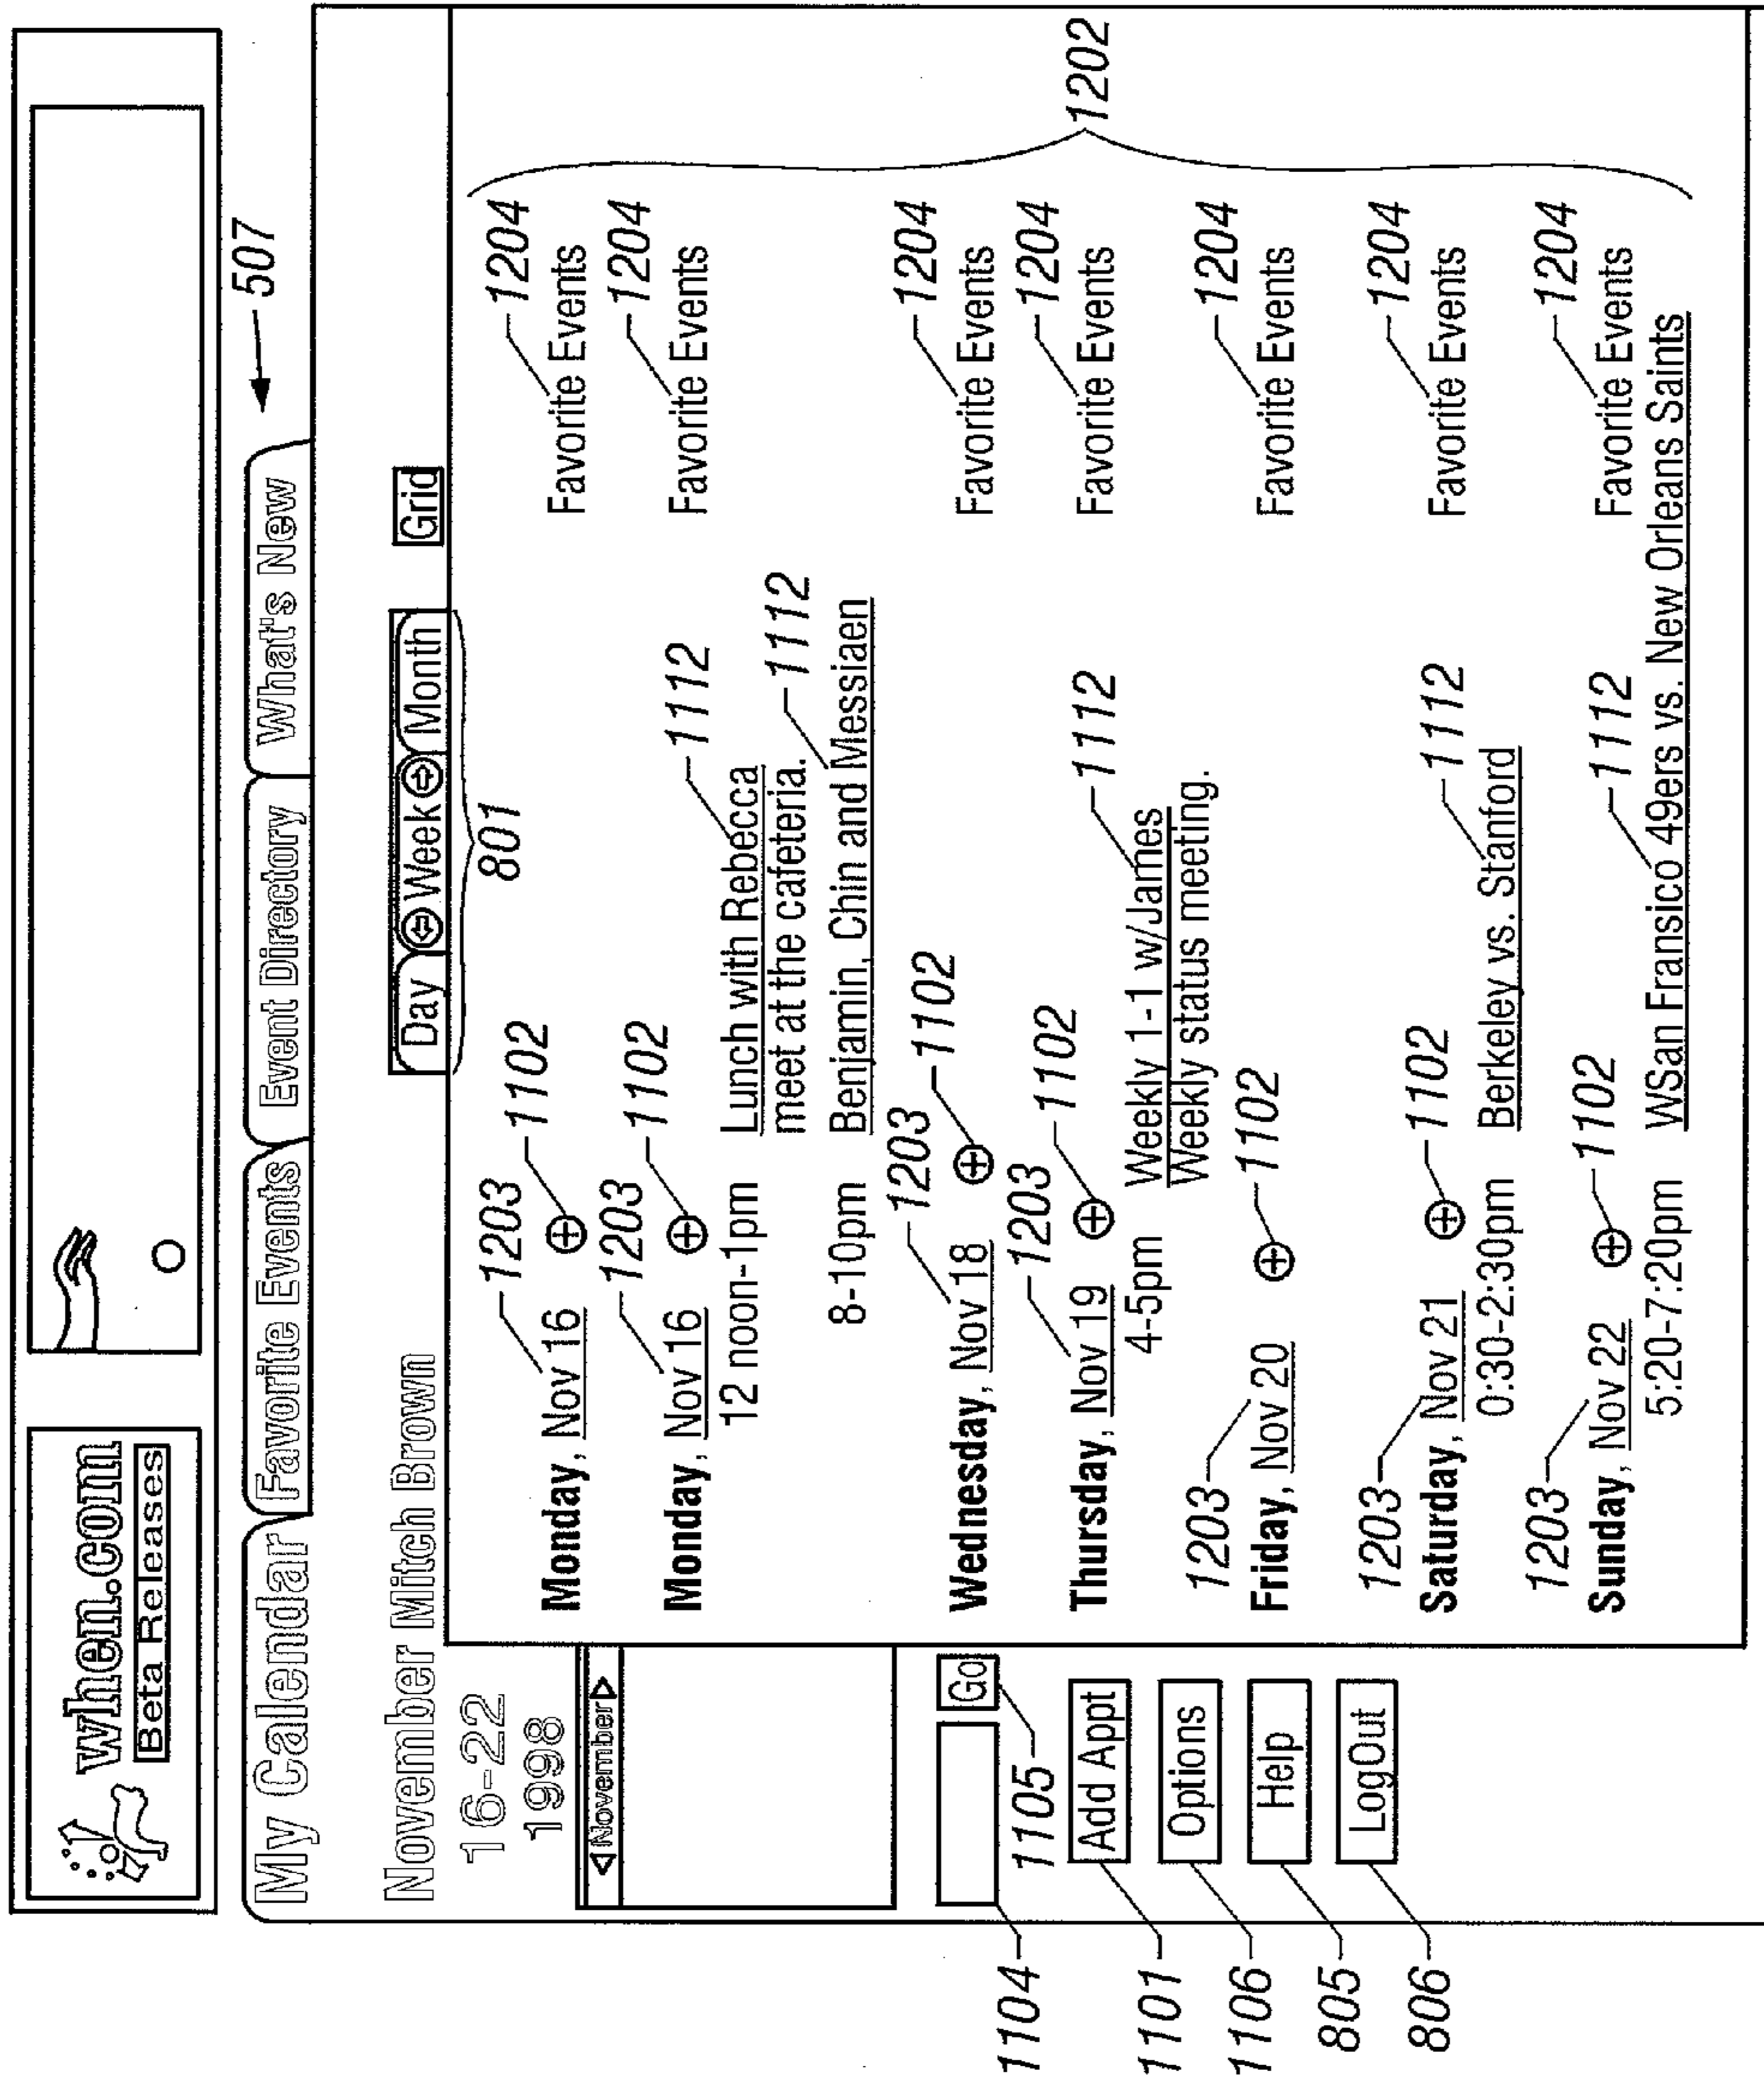 when.com
Beta Releases
My Calendar Favorite Events Event Directory What's New 507
November Mitch Brown Day Week Month Grid
16-22 801
1998
November
1203 1102 1204
Monday, Nov 16 Favorite Events
1203 1102 1204
Monday, Nov 16 Favorite Events
1112
12 noon-1pm Lunch with Rebecca
meet at the cafeteria. 1112
8-10pm Benjamin, Chin and Messiaen
1203 1102 1204
Wednesday, Nov 18 Favorite Events
1203 1102 1204
Thursday, Nov 19 Favorite Events
1112
4-5pm Weekly 1-1 w/James
Weekly status meeting.
1203 1102 1204
Friday, Nov 20 Favorite Events
1203 1102 1204
Saturday, Nov 21 Favorite Events
1112
0:30-2:30pm Berkeley vs. Stanford
1203 1102 1204
Sunday, Nov 22 Favorite Events
1112
5:20-7:20pm WSan Fransico 49ers vs. New Orleans Saints
1202
Go
1104 1105
1101 Add Appt
1106 Options
805 Help
806 LogOut